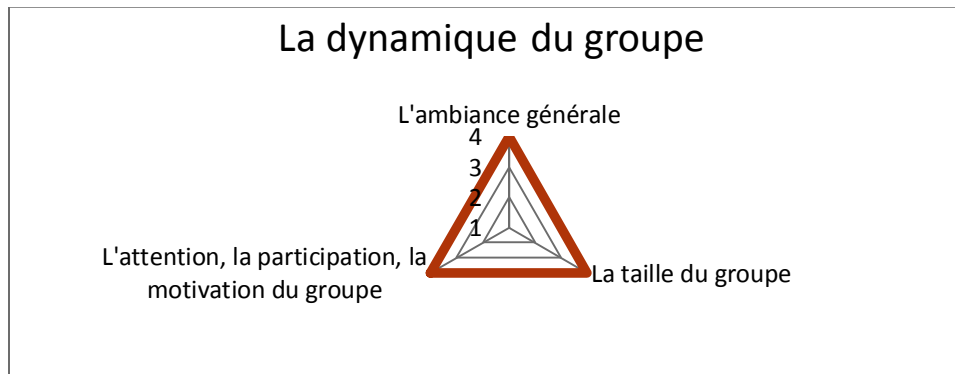 La dynamique du groupe
L'ambiance générale
4
3
2
1
L'attention, la participation, la
motivation du groupe
La taille du groupe